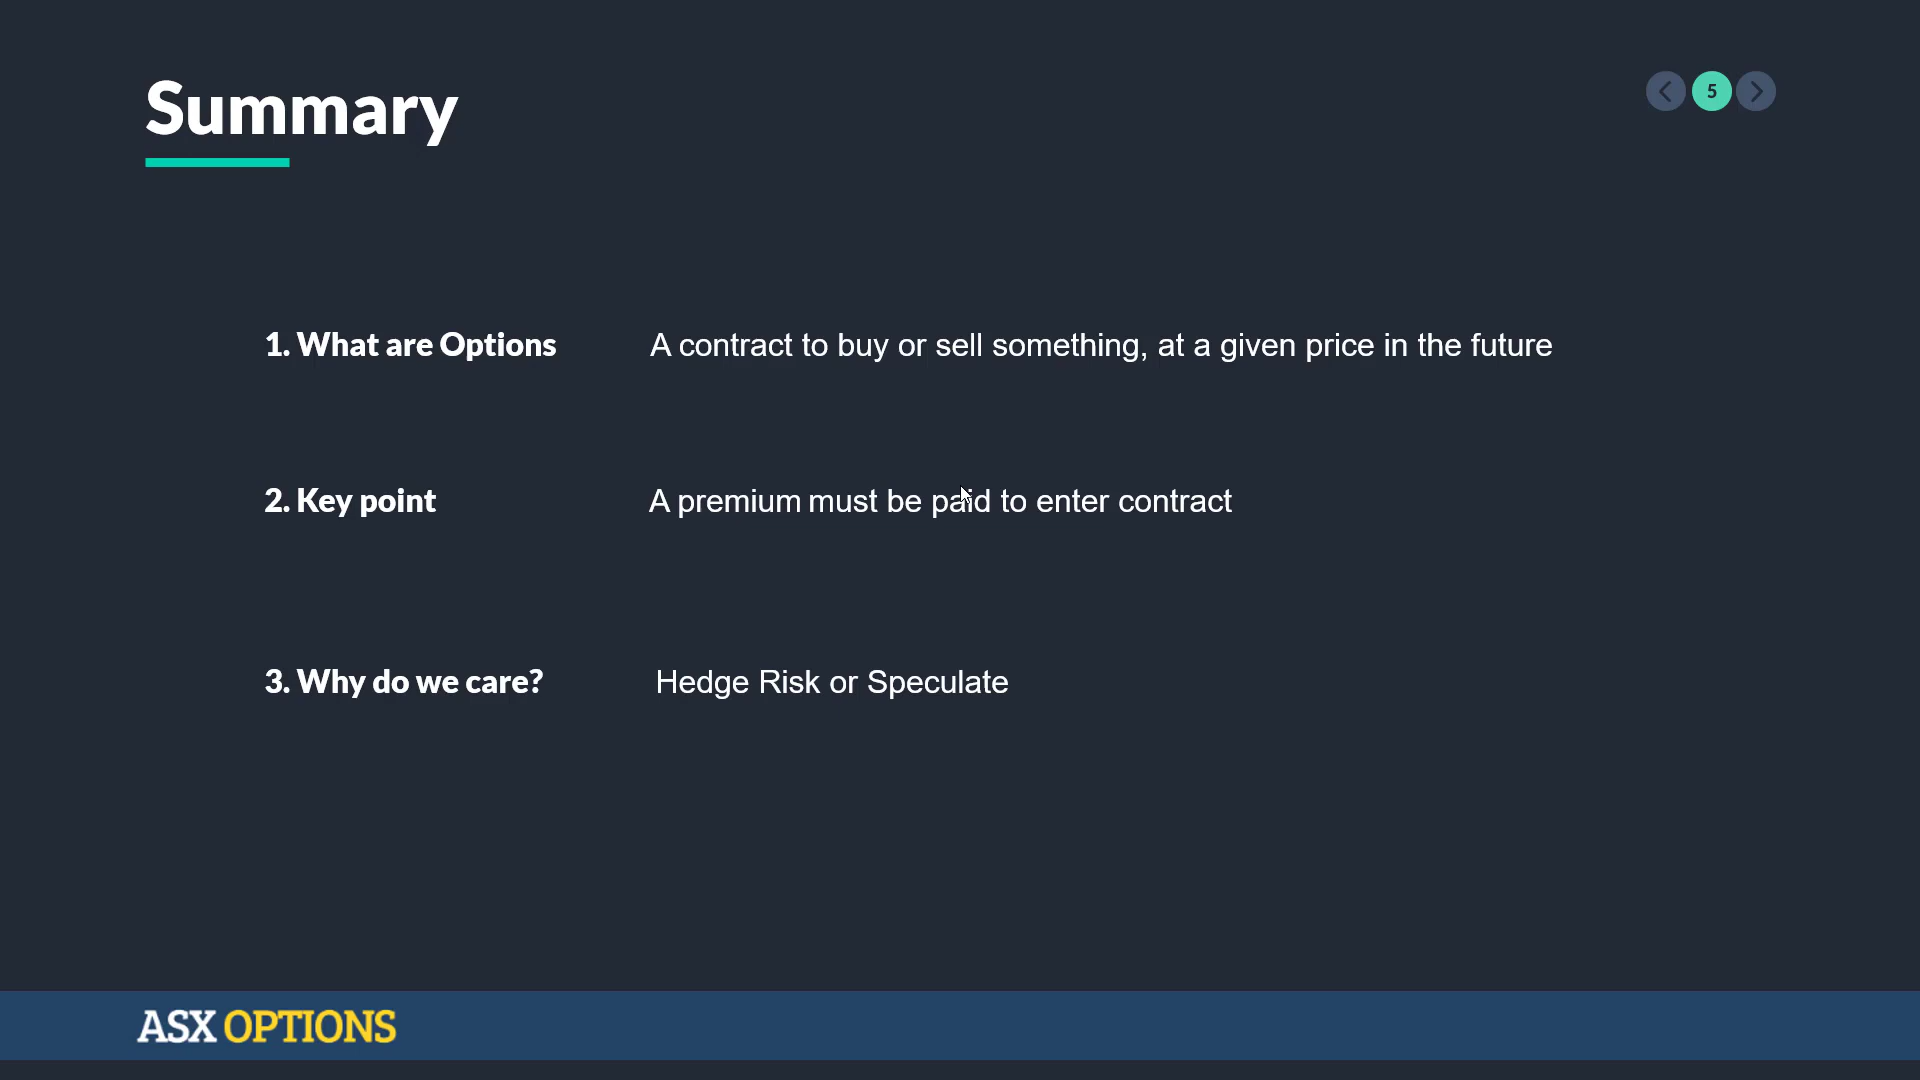 Summary
5
1. What are Options A contract to buy or sell something, at a given price in the future
2. Key point A premium must be paid to enter contract
3. Why do we care? Hedge Risk or Speculate
ASX OPTIONS